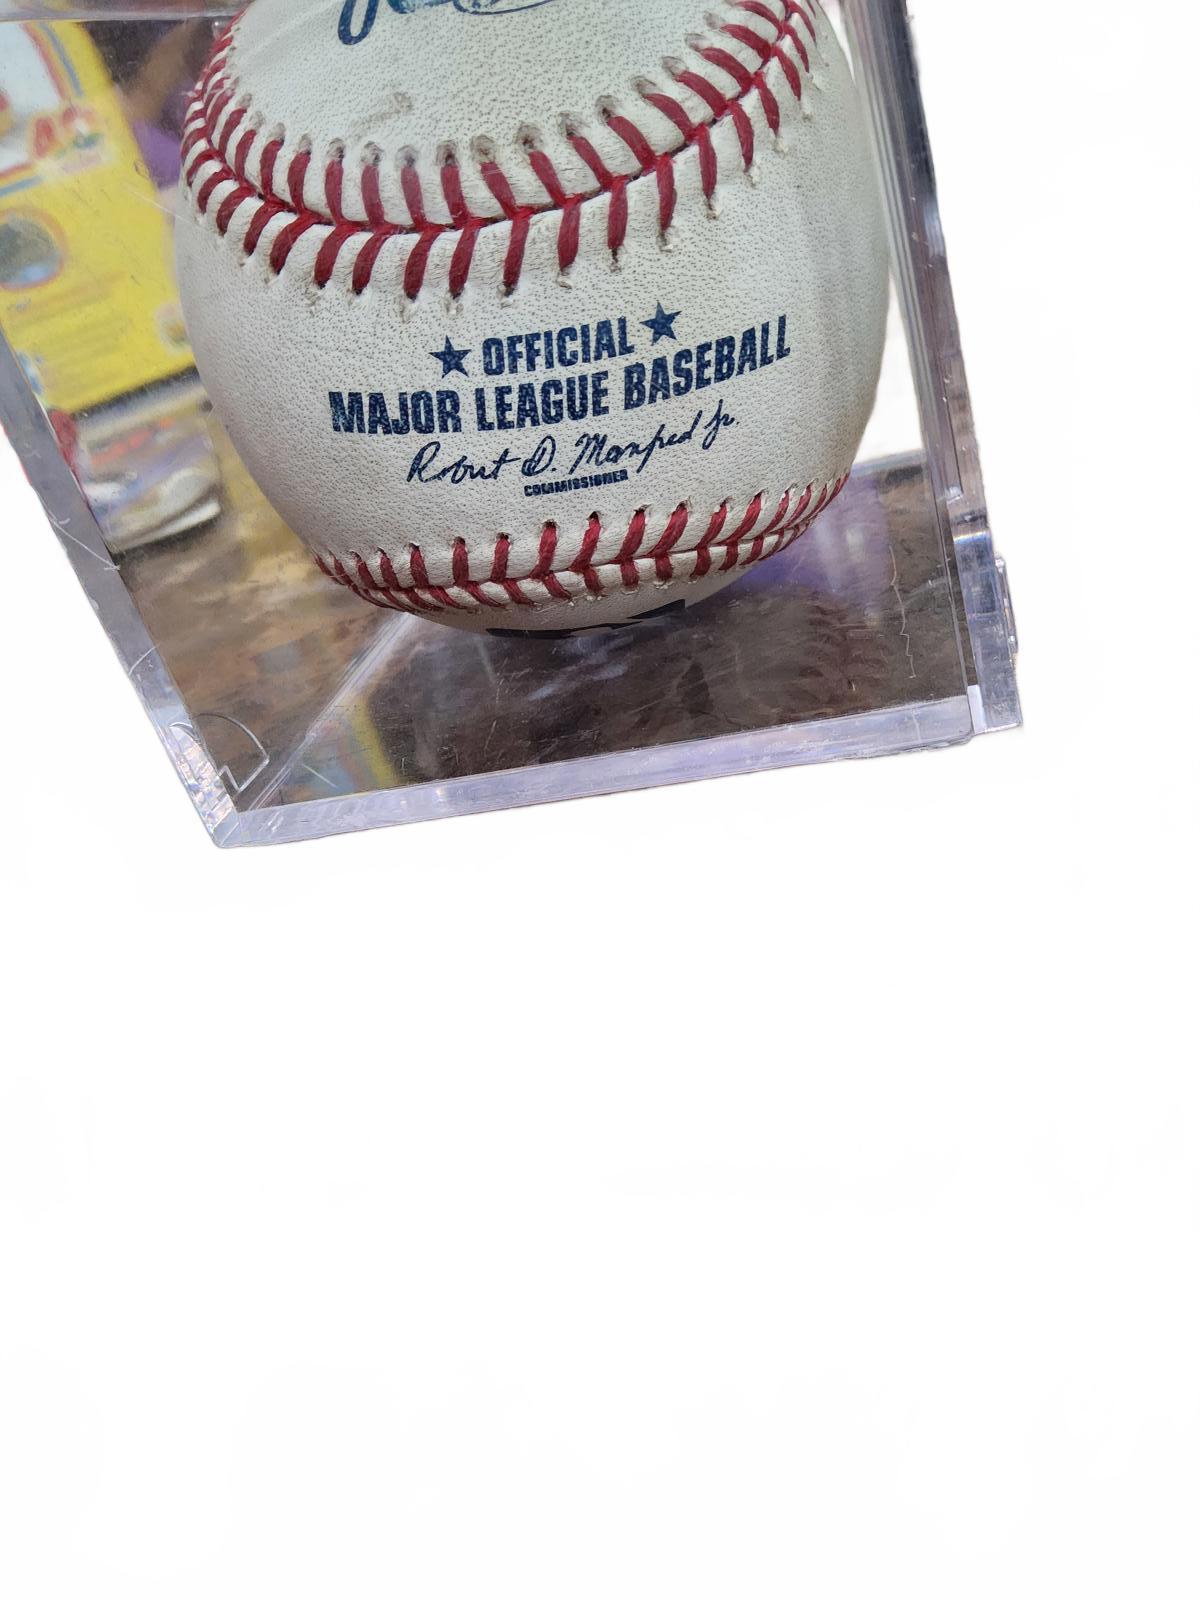 ★ OFFICIAL ★
MAJOR LEAGUE BASEBALL
Robert D. Manfred Jr.
COMMISSIONER